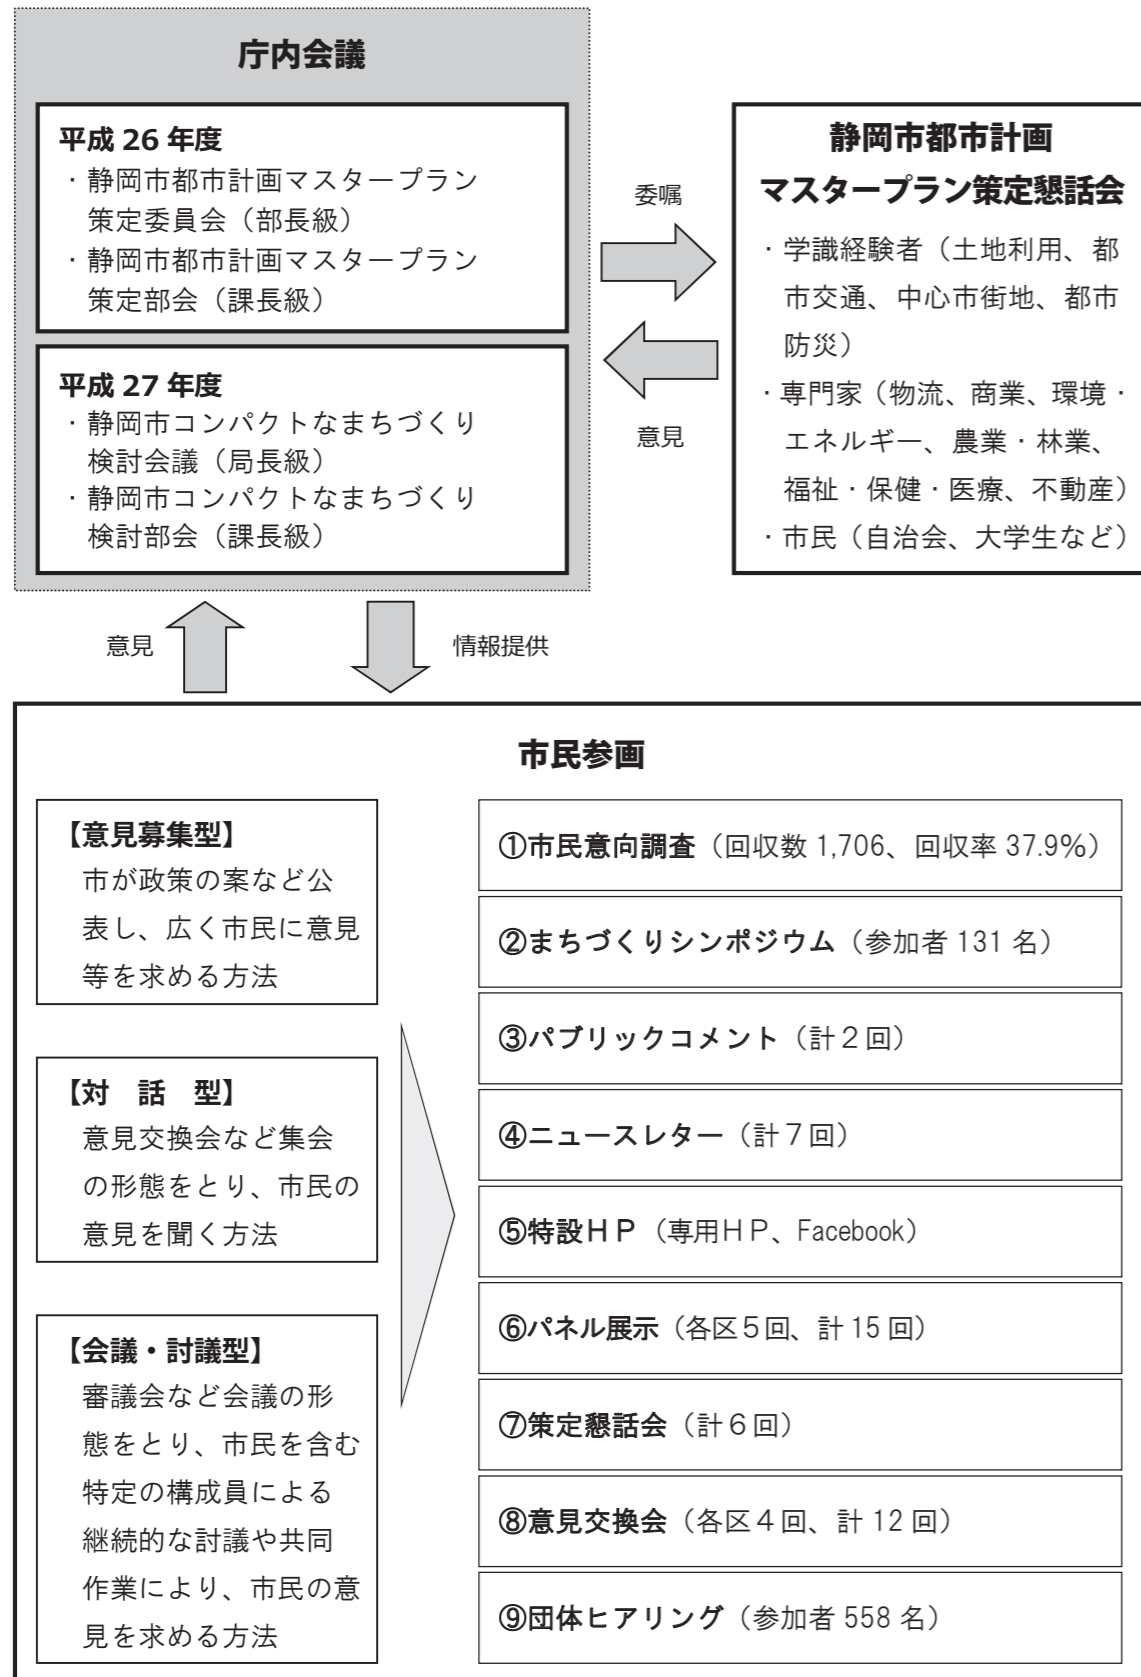 庁内会議
平成 26 年度
・静岡市都市計画マスタープラン
策定委員会（部長級）
・静岡市都市計画マスタープラン
策定部会（課長級）
平成 27 年度
・静岡市コンパクトなまちづくり
検討会議（局長級）
・静岡市コンパクトなまちづくり
検討部会（課長級）
委嘱
意見
静岡市都市計画
マスタープラン策定懇話会
・学識経験者（土地利用、都
市交通、中心市街地、都市
防災）
・専門家（物流、商業、環境・
エネルギー、農業・林業、
福祉・保健・医療、不動産）
・市民（自治会、大学生など）
意見
情報提供
市民参画
【意見募集型】
市が政策の案など公
表し、広く市民に意見
等を求める方法
【対　話　型】
意見交換会など集会
の形態をとり、市民の
意見を聞く方法
【会議・討議型】
審議会など会議の形
態をとり、市民を含む
特定の構成員による
継続的な討議や共同
作業により、市民の意
見を求める方法
①市民意向調査（回収数 1,706、回収率 37.9％）
②まちづくりシンポジウム（参加者 131 名）
③パブリックコメント（計２回）
④ニュースレター（計７回）
⑤特設ＨＰ（専用ＨＰ、Facebook）
⑥パネル展示（各区５回、計 15 回）
⑦策定懇話会（計６回）
⑧意見交換会（各区４回、計 12 回）
⑨団体ヒアリング（参加者 558 名）